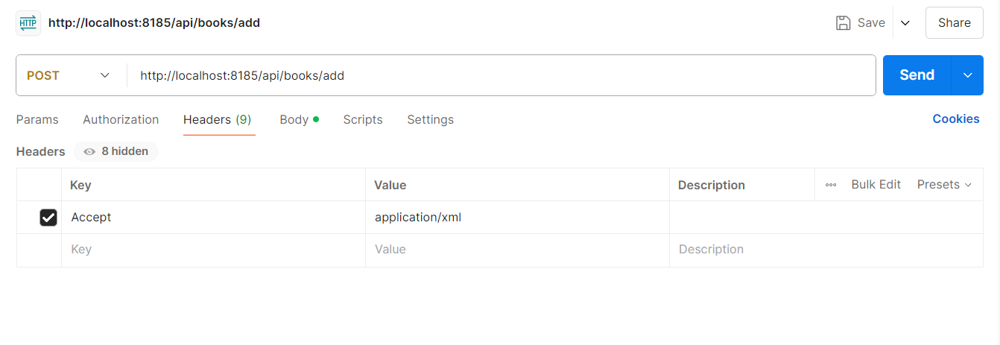 HTTP http://localhost:8185/api/books/add Save Share
POST http://localhost:8185/api/books/add Send
Params Authorization Headers (9) Body Scripts Settings Cookies
Headers 8 hidden
Key Value Description Bulk Edit Presets
Accept application/xml
Key Value Description